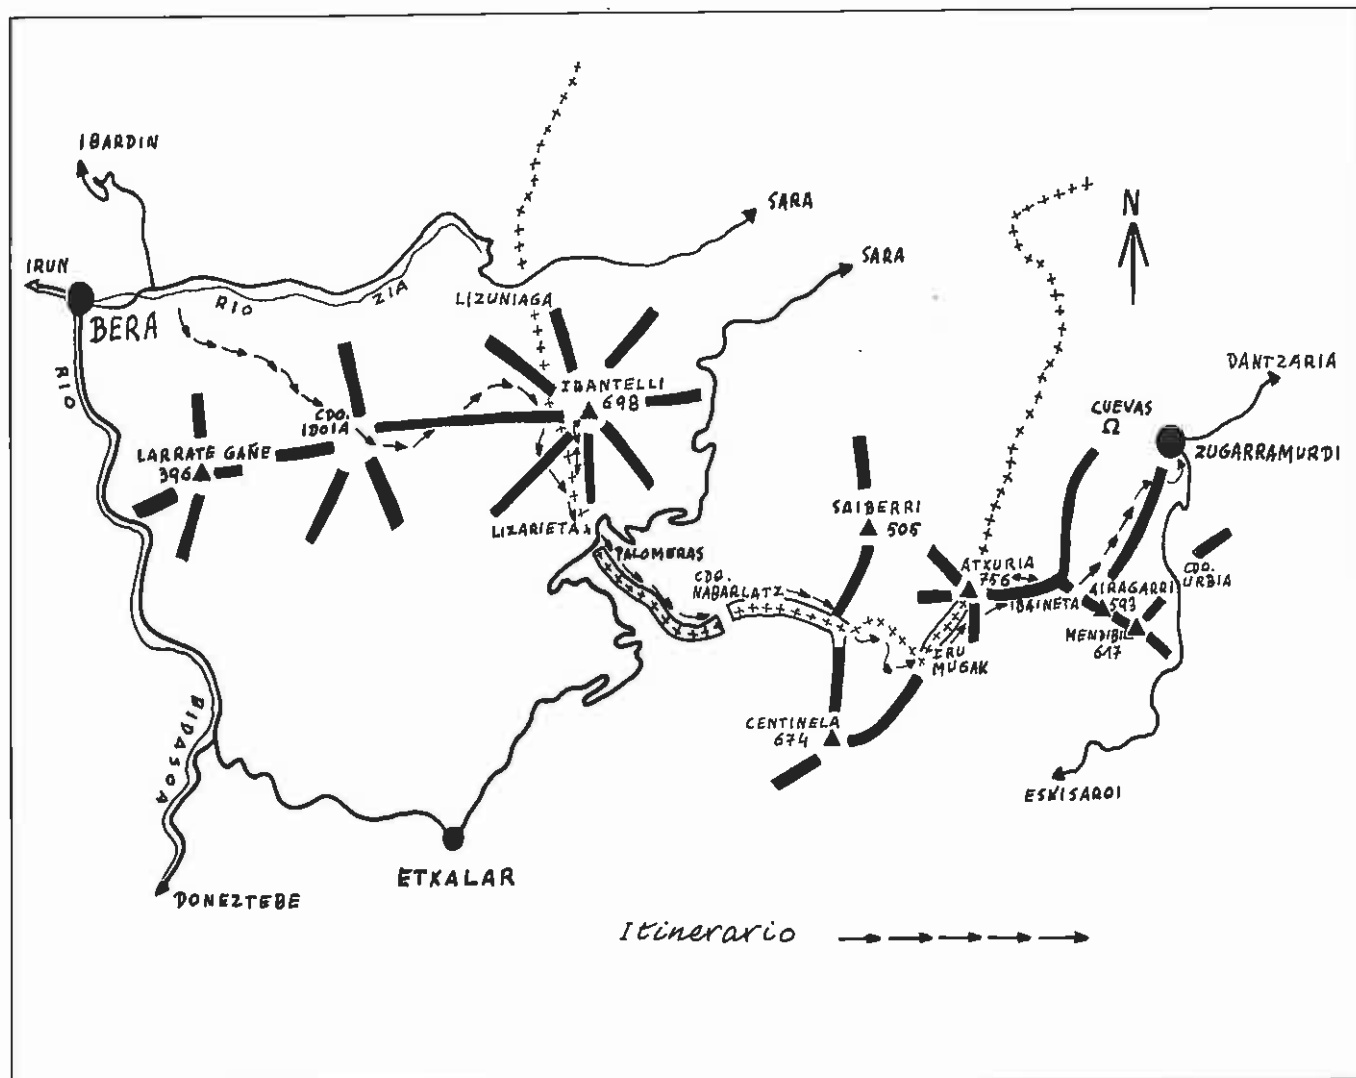 IBARDIN
SARA
N
SARA
IRUN
RIO
ZIA
LIZUNIAGA
BERA
DANTZARIA
RIO
IBANTELLI
698
CUEVAS
Ω
CDO.
IDOIA
LARRATE GAÑE
396
ZUGARRAMURDI
SAIBERRI
505
LIZARIETA
PALOMERAS
CDO.
NABARLATZ
ATXURIA
756
IBAINETA
AIRAGARRI
593
CDO.
URBIA
MENDIBIL
617
IRU
MUGAK
CENTINELA
674
BIDASOA
ESKISAROI
ETXALAR
DONEZTEBE
Itinerario